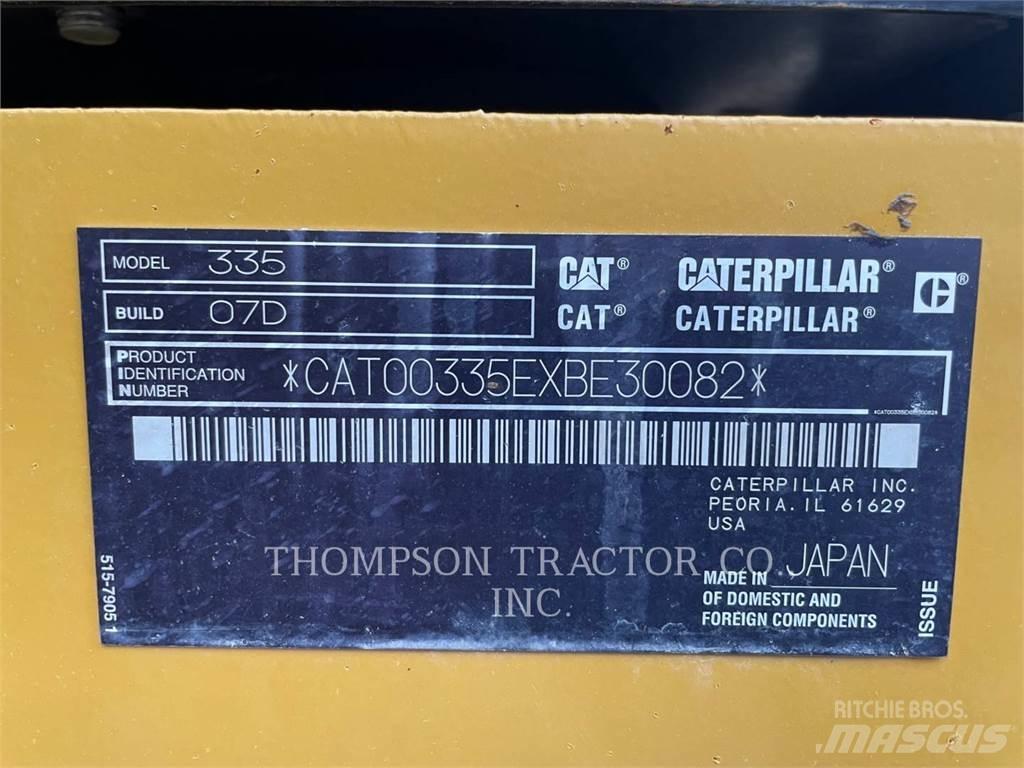 MODEL 335
BUILD 07D
CAT® CATERPILLAR®
CAT® CATERPILLAR®
PRODUCT
IDENTIFICATION
NUMBER
*CAT00335EXBE30082*
*CAT00335EXBE30082*
CATERPILLAR INC.
PEORIA, IL 61629
USA
MADE IN JAPAN
OF DOMESTIC AND
FOREIGN COMPONENTS
515-7905 1
ISSUE
THOMPSON TRACTOR CO.
INC.
RITCHIE BROS.
MASCUS